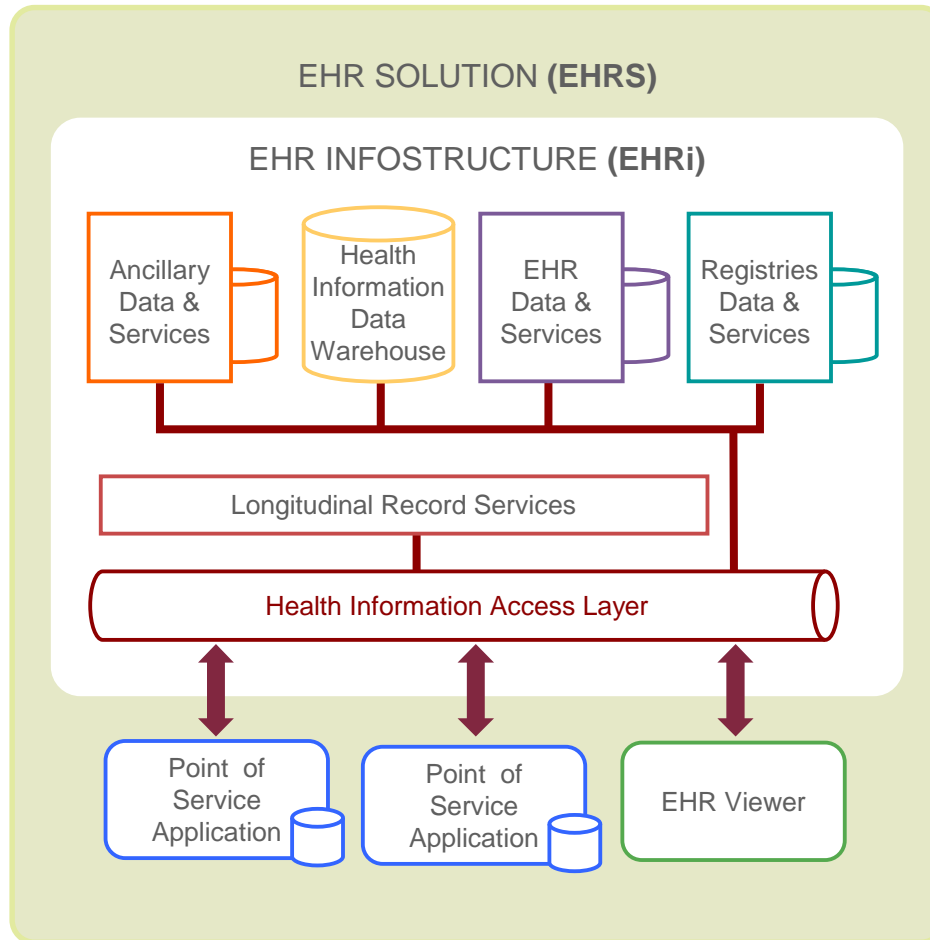 EHR SOLUTION (EHRS)
EHR INFOSTRUCTURE (EHRi)
Ancillary
Data &
Services
Health
Information
Data
Warehouse
EHR
Data &
Services
Registries
Data &
Services
Longitudinal Record Services
Health Information Access Layer
Point of
Service
Application
Point of
Service
Application
EHR Viewer